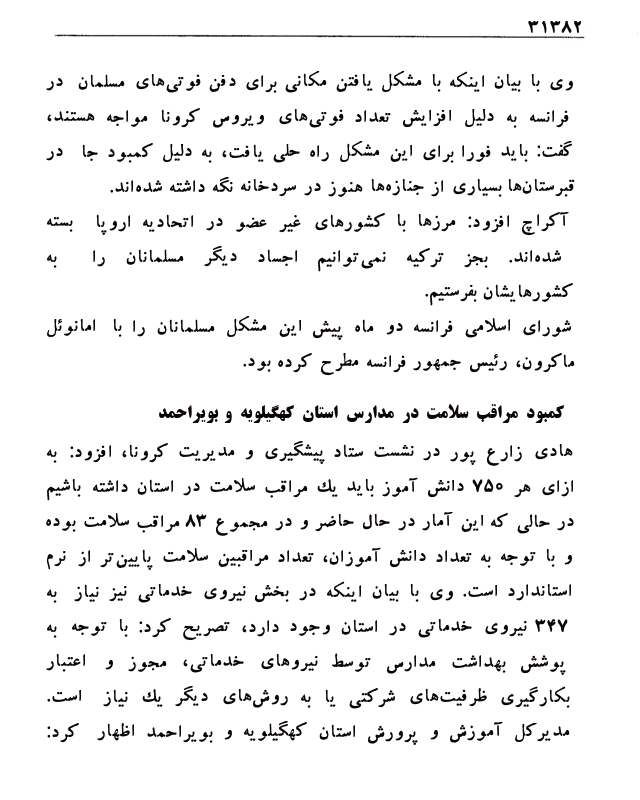 ۳۱۳۸۲
وی با بیان اینکه با مشکل یافتن مکانی برای دفن فوتی‌های مسلمان در
فرانسه به دلیل افزایش تعداد فوتی‌های ویروس کرونا مواجه هستند،
گفت: باید فورا برای این مشکل راه حلی یافت، به دلیل کمبود جا در
قبرستان‌ها بسیاری از جنازه‌ها هنوز در سردخانه نگه داشته شده‌اند.
آکراچ افزود: مرزها با کشورهای غیر عضو در اتحادیه اروپا بسته
شده‌اند. بجز ترکیه نمی‌توانیم اجساد دیگر مسلمانان را به
کشورهایشان بفرستیم.
شورای اسلامی فرانسه دو ماه پیش این مشکل مسلمانان را با امانوئل
ماکرون، رئیس جمهور فرانسه مطرح کرده بود.
کمبود مراقب سلامت در مدارس استان کهگیلویه و بویراحمد
هادی زارع پور در نشست ستاد پیشگیری و مدیریت کرونا، افزود: به
ازای هر ۷۵۰ دانش آموز باید یك مراقب سلامت در استان داشته باشیم
در حالی که این آمار در حال حاضر و در مجموع ۸۳ مراقب سلامت بوده
و با توجه به تعداد دانش آموزان، تعداد مراقبین سلامت پایین‌تر از نرم
استاندارد است. وی با بیان اینکه در بخش نیروی خدماتی نیز نیاز به
۳۴۷ نیروی خدماتی در استان وجود دارد، تصریح کرد: با توجه به
پوشش بهداشت مدارس توسط نیروهای خدماتی، مجوز و اعتبار
بکارگیری ظرفیت‌های شرکتی یا به روش‌های دیگر یك نیاز است.
مدیرکل آموزش و پرورش استان کهگیلویه و بویراحمد اظهار کرد: